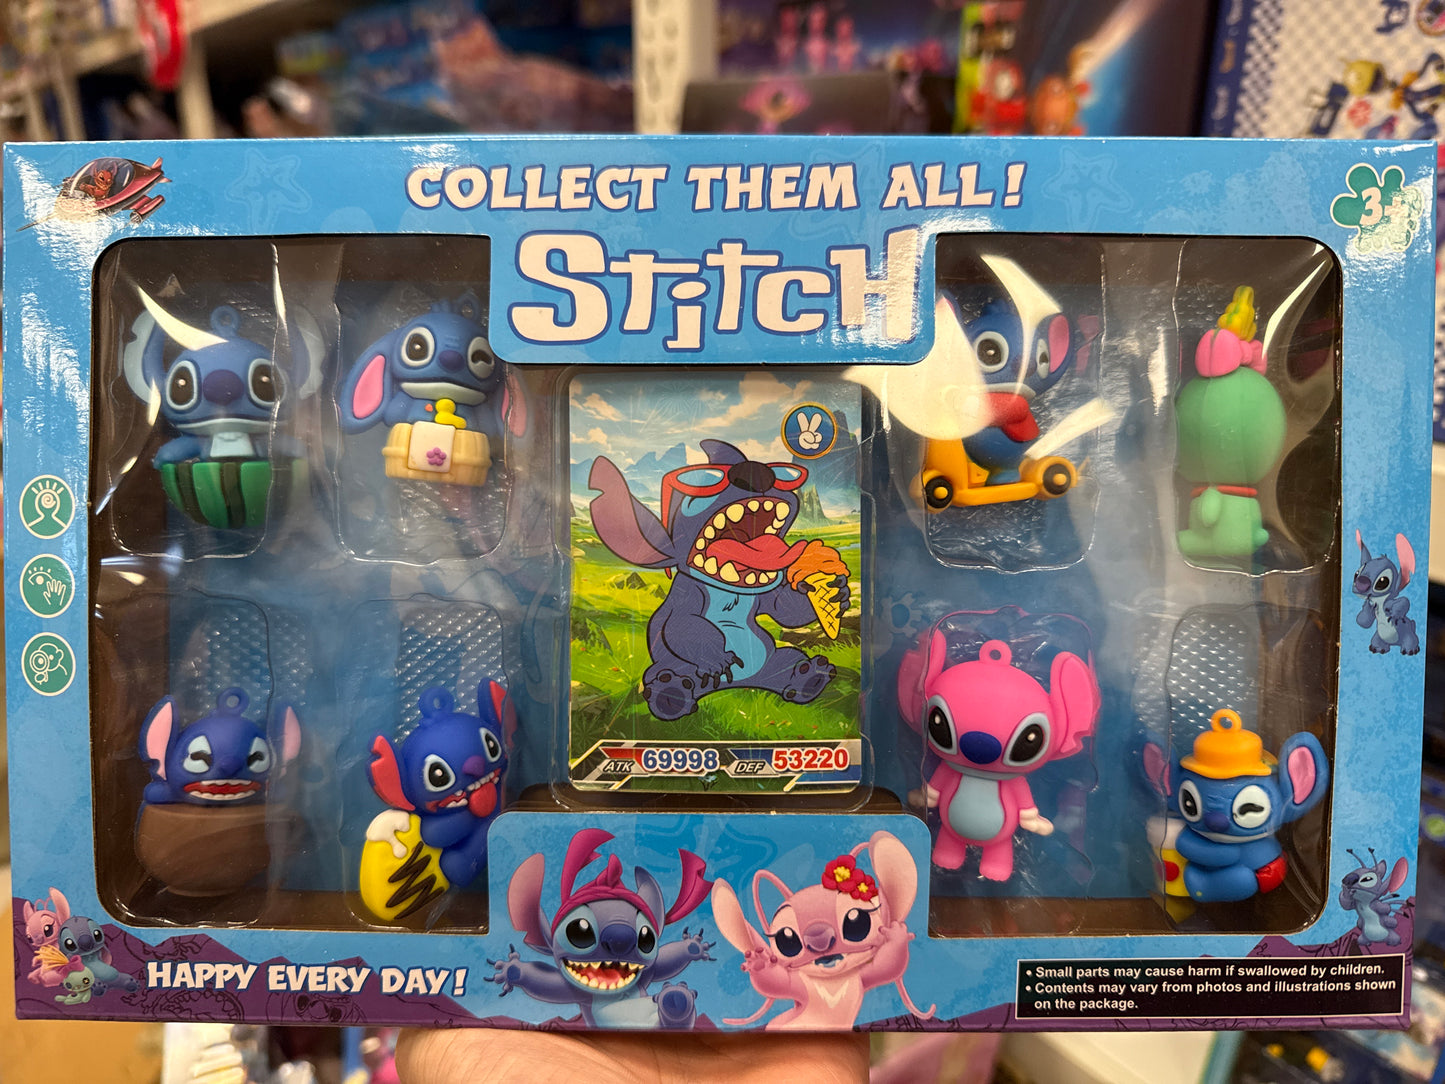 COLLECT THEM ALL!
3+
STITCH
ATK 69998 DEF 53220
HAPPY EVERY DAY!
• Small parts may cause harm if swallowed by children.
• Contents may vary from photos and illustrations shown
on the package.